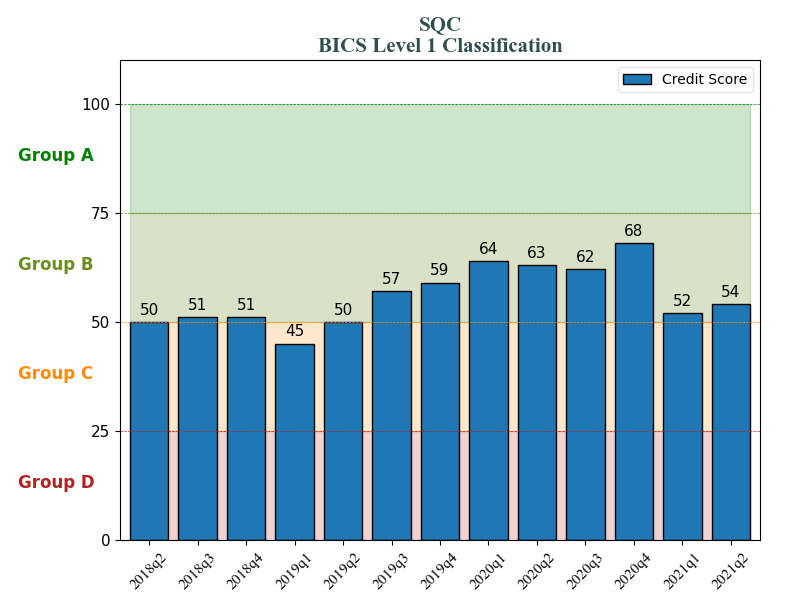 SQC
BICS Level 1 Classification
Credit Score
100
Group A
75
Group B
50
Group C
25
Group D
0
50 51 51 45 50 57 59 64 63 62 68 52 54
2018q2 2018q3 2018q4 2019q1 2019q2 2019q3 2019q4 2020q1 2020q2 2020q3 2020q4 2021q1 2021q2